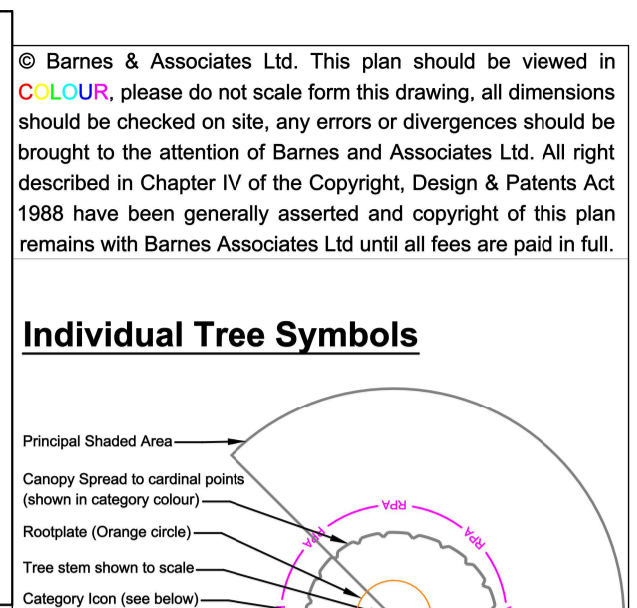 © Barnes & Associates Ltd. This plan should be viewed in
COLOUR, please do not scale form this drawing, all dimensions
should be checked on site, any errors or divergences should be
brought to the attention of Barnes and Associates Ltd. All right
described in Chapter IV of the Copyright, Design & Patents Act
1988 have been generally asserted and copyright of this plan
remains with Barnes Associates Ltd until all fees are paid in full.
Individual Tree Symbols
Principal Shaded Area
Canopy Spread to cardinal points
(shown in category colour)
Rootplate (Orange circle)
Tree stem shown to scale
Category Icon (see below)
RPA
RPA
RPA